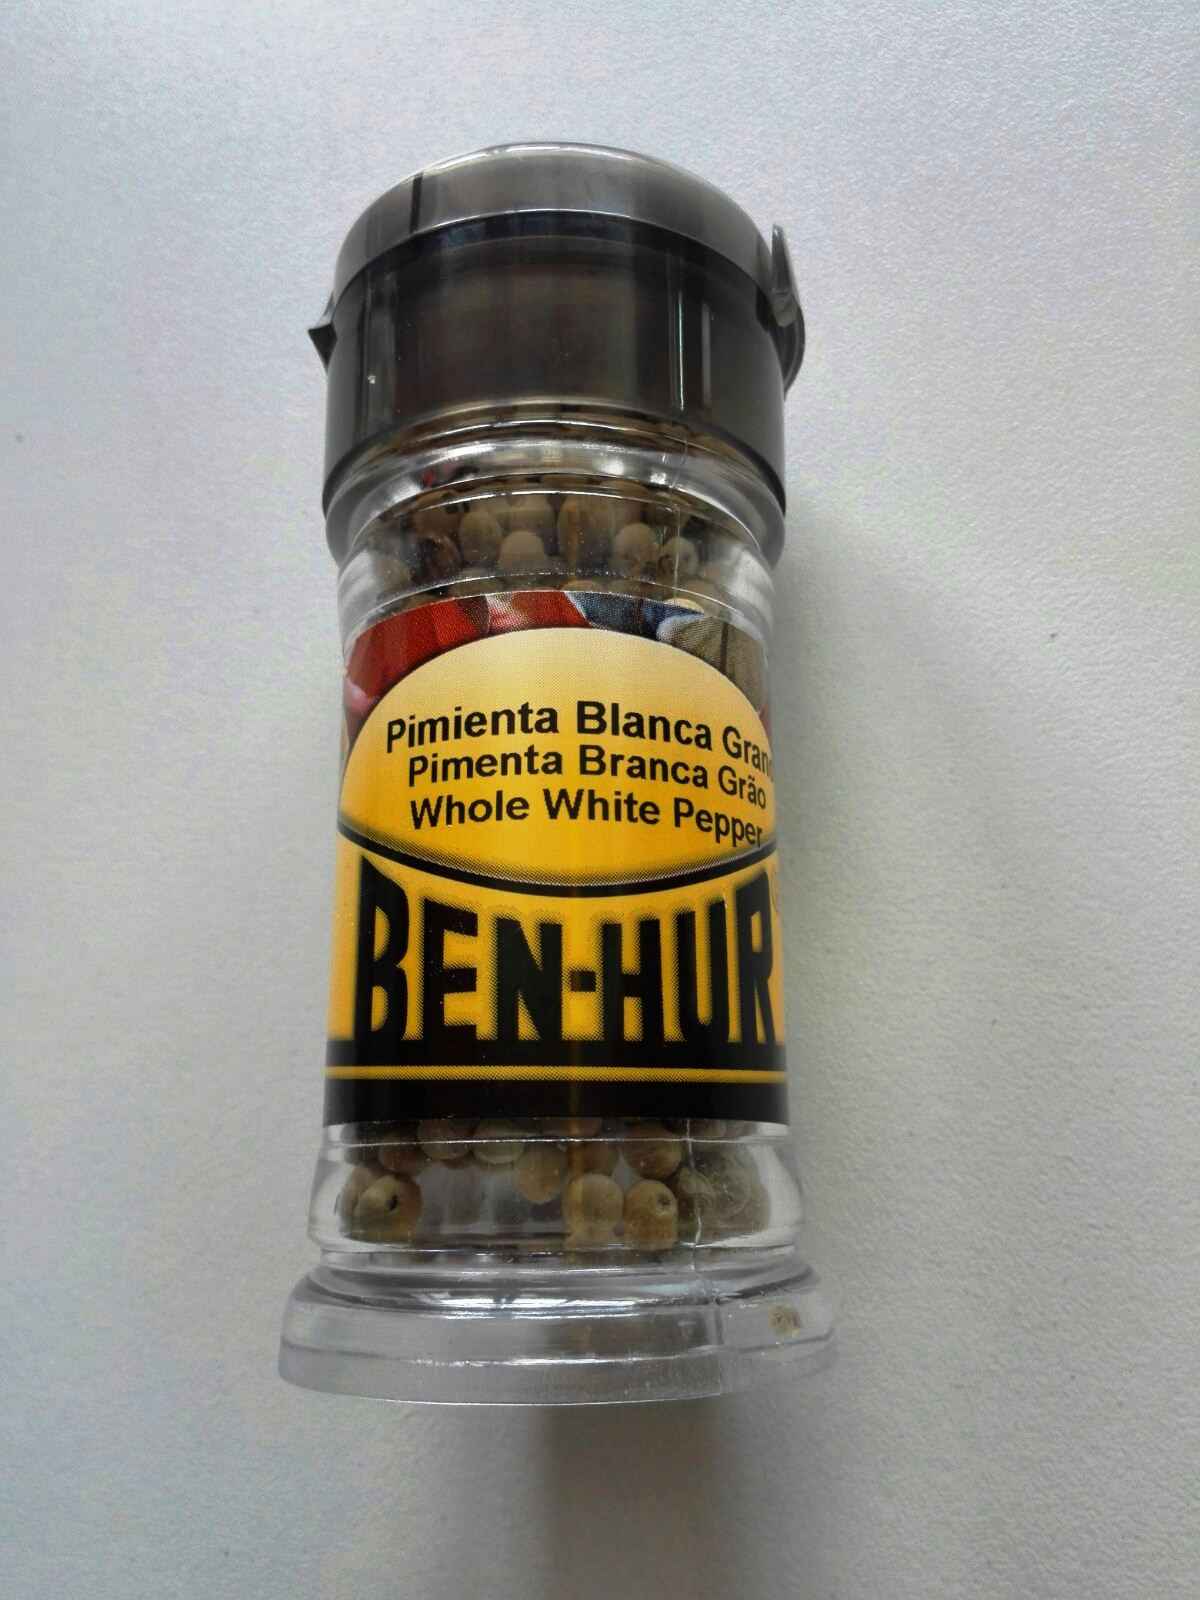 Pimienta Blanca
Pimenta Branca Grão
Whole White Pepper
BEN-HUR